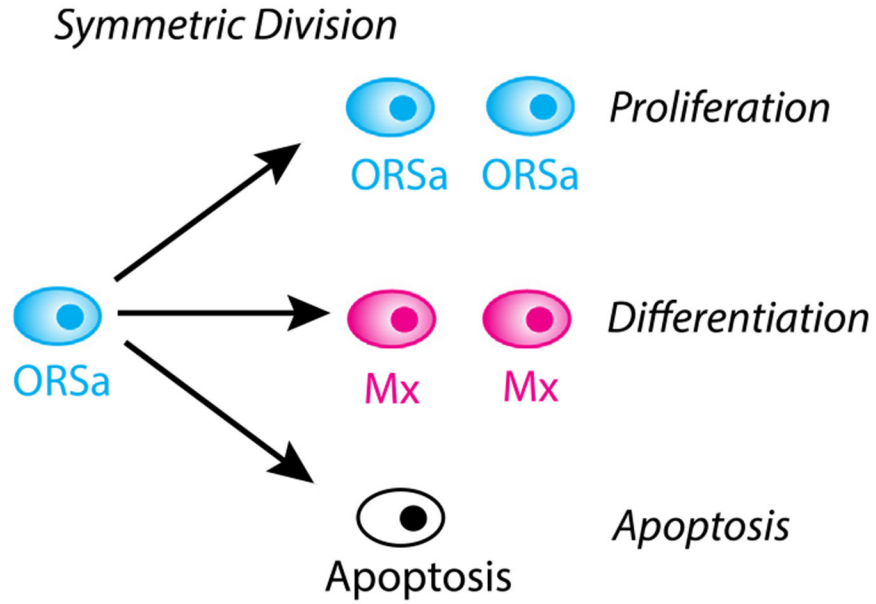 Symmetric Division
Proliferation
ORSa ORSa
Differentiation
ORSa
Mx Mx
Apoptosis
Apoptosis